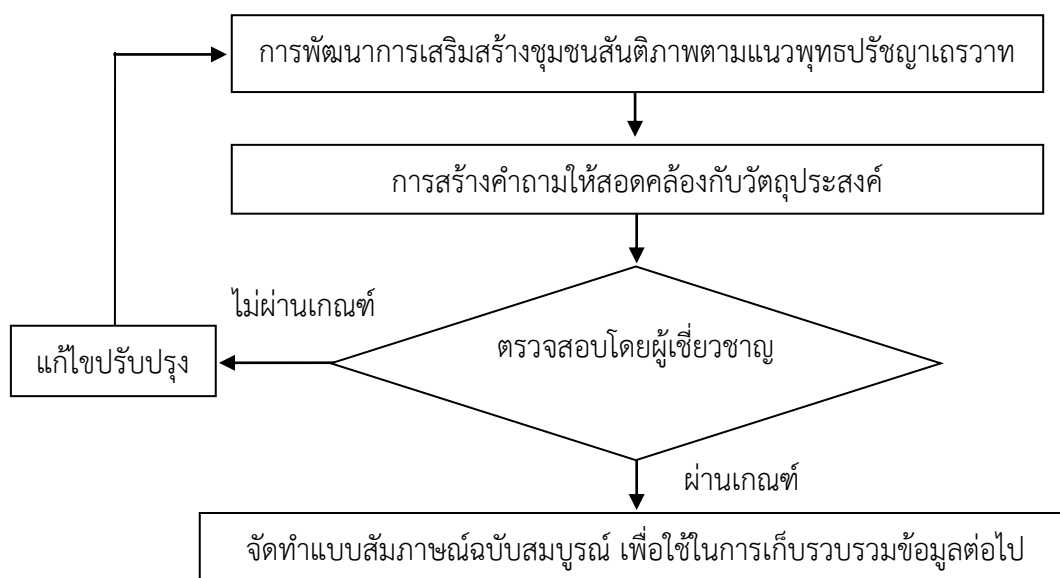 การพัฒนาการเสริมสร้างชุมชนสันติภาพตามแนวพุทธปรัชญาเถรวาท
การสร้างคำถามให้สอดคล้องกับวัตถุประสงค์
ไม่ผ่านเกณฑ์
ตรวจสอบโดยผู้เชี่ยวชาญ
แก้ไขปรับปรุง
ผ่านเกณฑ์
จัดทำแบบสัมภาษณ์ฉบับสมบูรณ์ เพื่อใช้ในการเก็บรวบรวมข้อมูลต่อไป